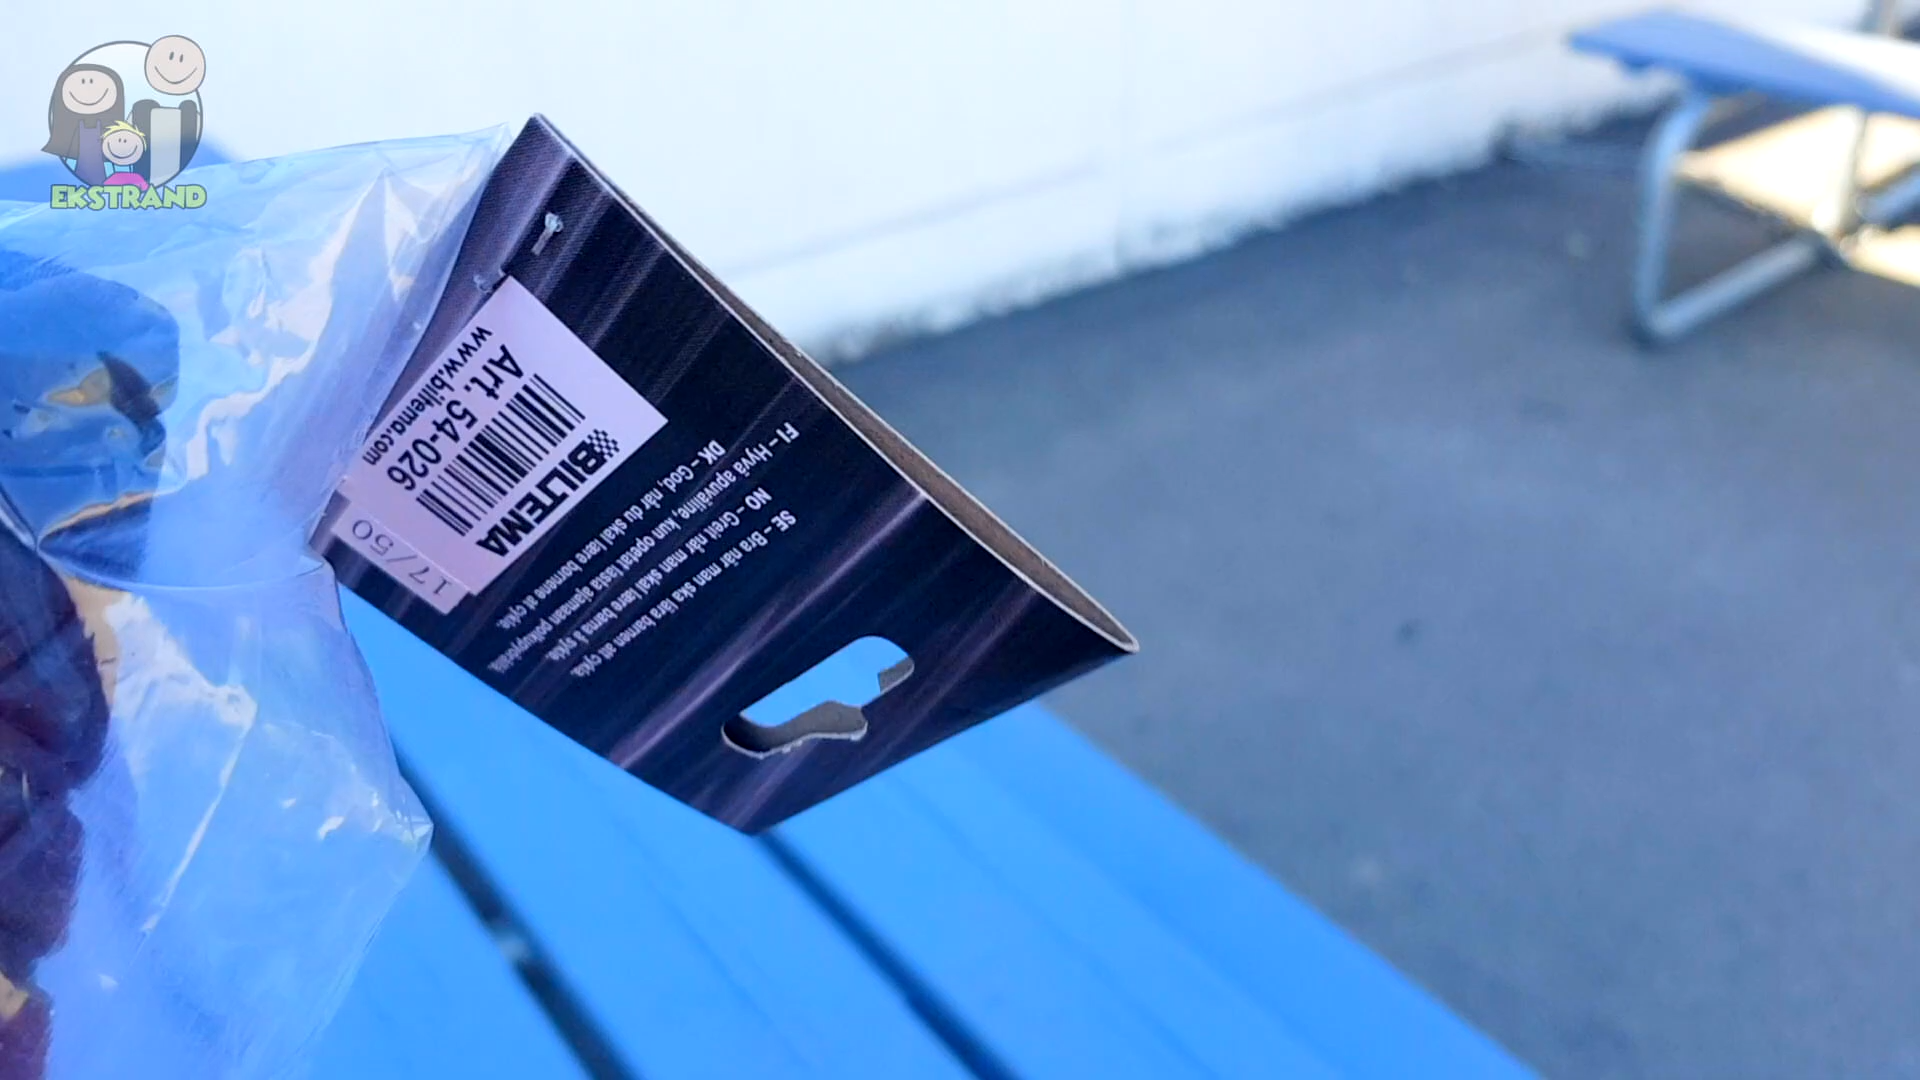 EKSTRAND
SE – Bra när man ska lära barnen att cykla.
NO – Greit når man skal lære barna å sykle.
FI – Hyvä apuväline, kun opetat lasta ajamaan polkupyörällä.
DK – God, når du skal lære børnene at cykle.
BILTEMA
Art. 54-026
www.biltema.com
17/50